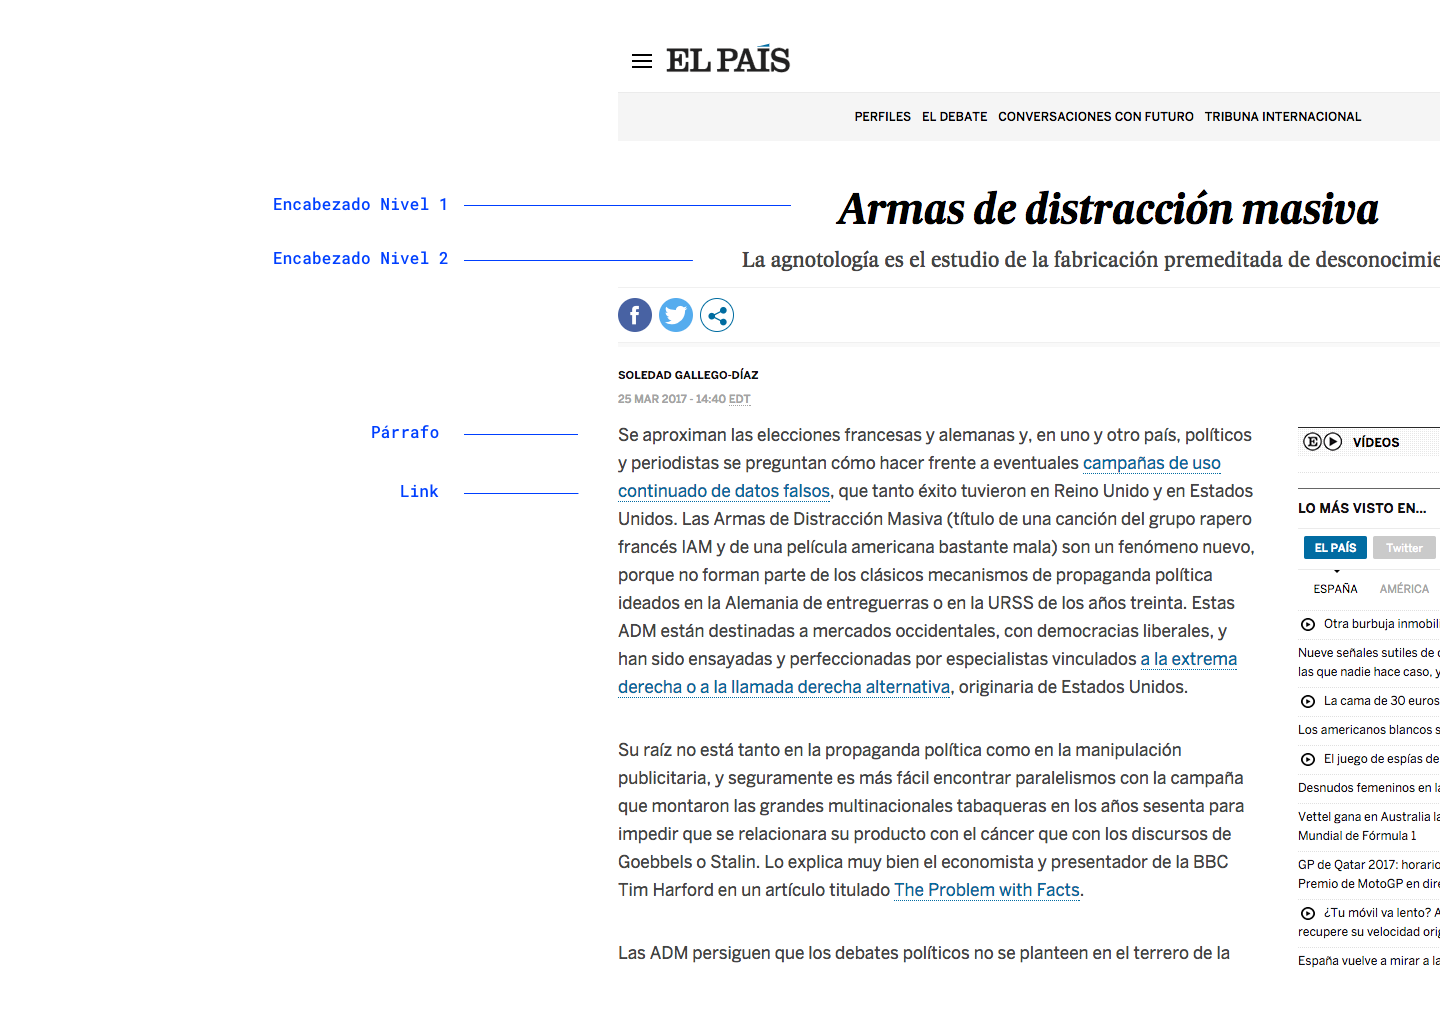 EL PAÍS
PERFILES EL DEBATE CONVERSACIONES CON FUTURO TRIBUNA INTERNACIONAL
Encabezado Nivel 1
Armas de distracción masiva
Encabezado Nivel 2
La agnotología es el estudio de la fabricación premeditada de desconocimie
SOLEDAD GALLEGO-DÍAZ
25 MAR 2017 - 14:40 EDT
Párrafo
Link
Se aproximan las elecciones francesas y alemanas y, en uno y otro país, políticos
y periodistas se preguntan cómo hacer frente a eventuales campañas de uso
continuado de datos falsos, que tanto éxito tuvieron en Reino Unido y en Estados
Unidos. Las Armas de Distracción Masiva (título de una canción del grupo rapero
francés IAM y de una película americana bastante mala) son un fenómeno nuevo,
porque no forman parte de los clásicos mecanismos de propaganda política
ideados en la Alemania de entreguerras o en la URSS de los años treinta. Estas
ADM están destinadas a mercados occidentales, con democracias liberales, y
han sido ensayadas y perfeccionadas por especialistas vinculados a la extrema
derecha o a la llamada derecha alternativa, originaria de Estados Unidos.
Su raíz no está tanto en la propaganda política como en la manipulación
publicitaria, y seguramente es más fácil encontrar paralelismos con la campaña
que montaron las grandes multinacionales tabaqueras en los años sesenta para
impedir que se relacionara su producto con el cáncer que con los discursos de
Goebbels o Stalin. Lo explica muy bien el economista y presentador de la BBC
Tim Harford en un artículo titulado The Problem with Facts.
Las ADM persiguen que los debates políticos no se planteen en el terrero de la
E VÍDEOS
LO MÁS VISTO EN...
EL PAÍS Twitter
ESPAÑA AMÉRICA
Otra burbuja inmobili
Nueve señales sutiles de
las que nadie hace caso, y
La cama de 30 euros
Los americanos blancos s
El juego de espías de
Desnudos femeninos en la
Vettel gana en Australia la
Mundial de Fórmula 1
GP de Qatar 2017: horario
Premio de MotoGP en dire
¿Tu móvil va lento? A
recupere su velocidad orig
España vuelve a mirar a la